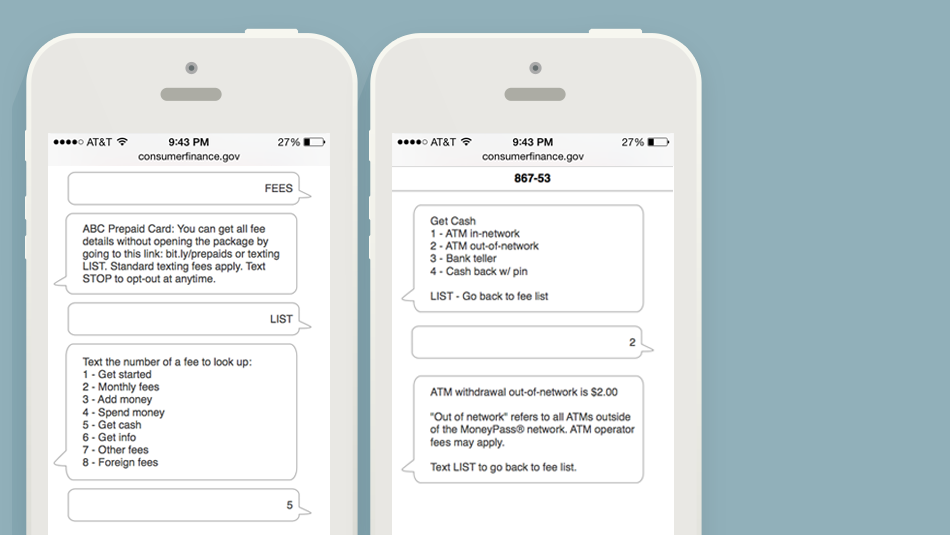 AT&T 9:43 PM 27%
consumerfinance.gov
FEES
ABC Prepaid Card: You can get all fee
details without opening the package by
going to this link: bit.ly/prepaids or texting
LIST. Standard texting fees apply. Text
STOP to opt-out at anytime.
LIST
Text the number of a fee to look up:
1 - Get started
2 - Monthly fees
3 - Add money
4 - Spend money
5 - Get cash
6 - Get info
7 - Other fees
8 - Foreign fees
5
AT&T 9:43 PM 27%
consumerfinance.gov
867-53
Get Cash
1 - ATM in-network
2 - ATM out-of-network
3 - Bank teller
4 - Cash back w/ pin
LIST - Go back to fee list
2
ATM withdrawal out-of-network is $2.00
"Out of network" refers to all ATMs outside
of the MoneyPass® network. ATM operator
fees may apply.
Text LIST to go back to fee list.